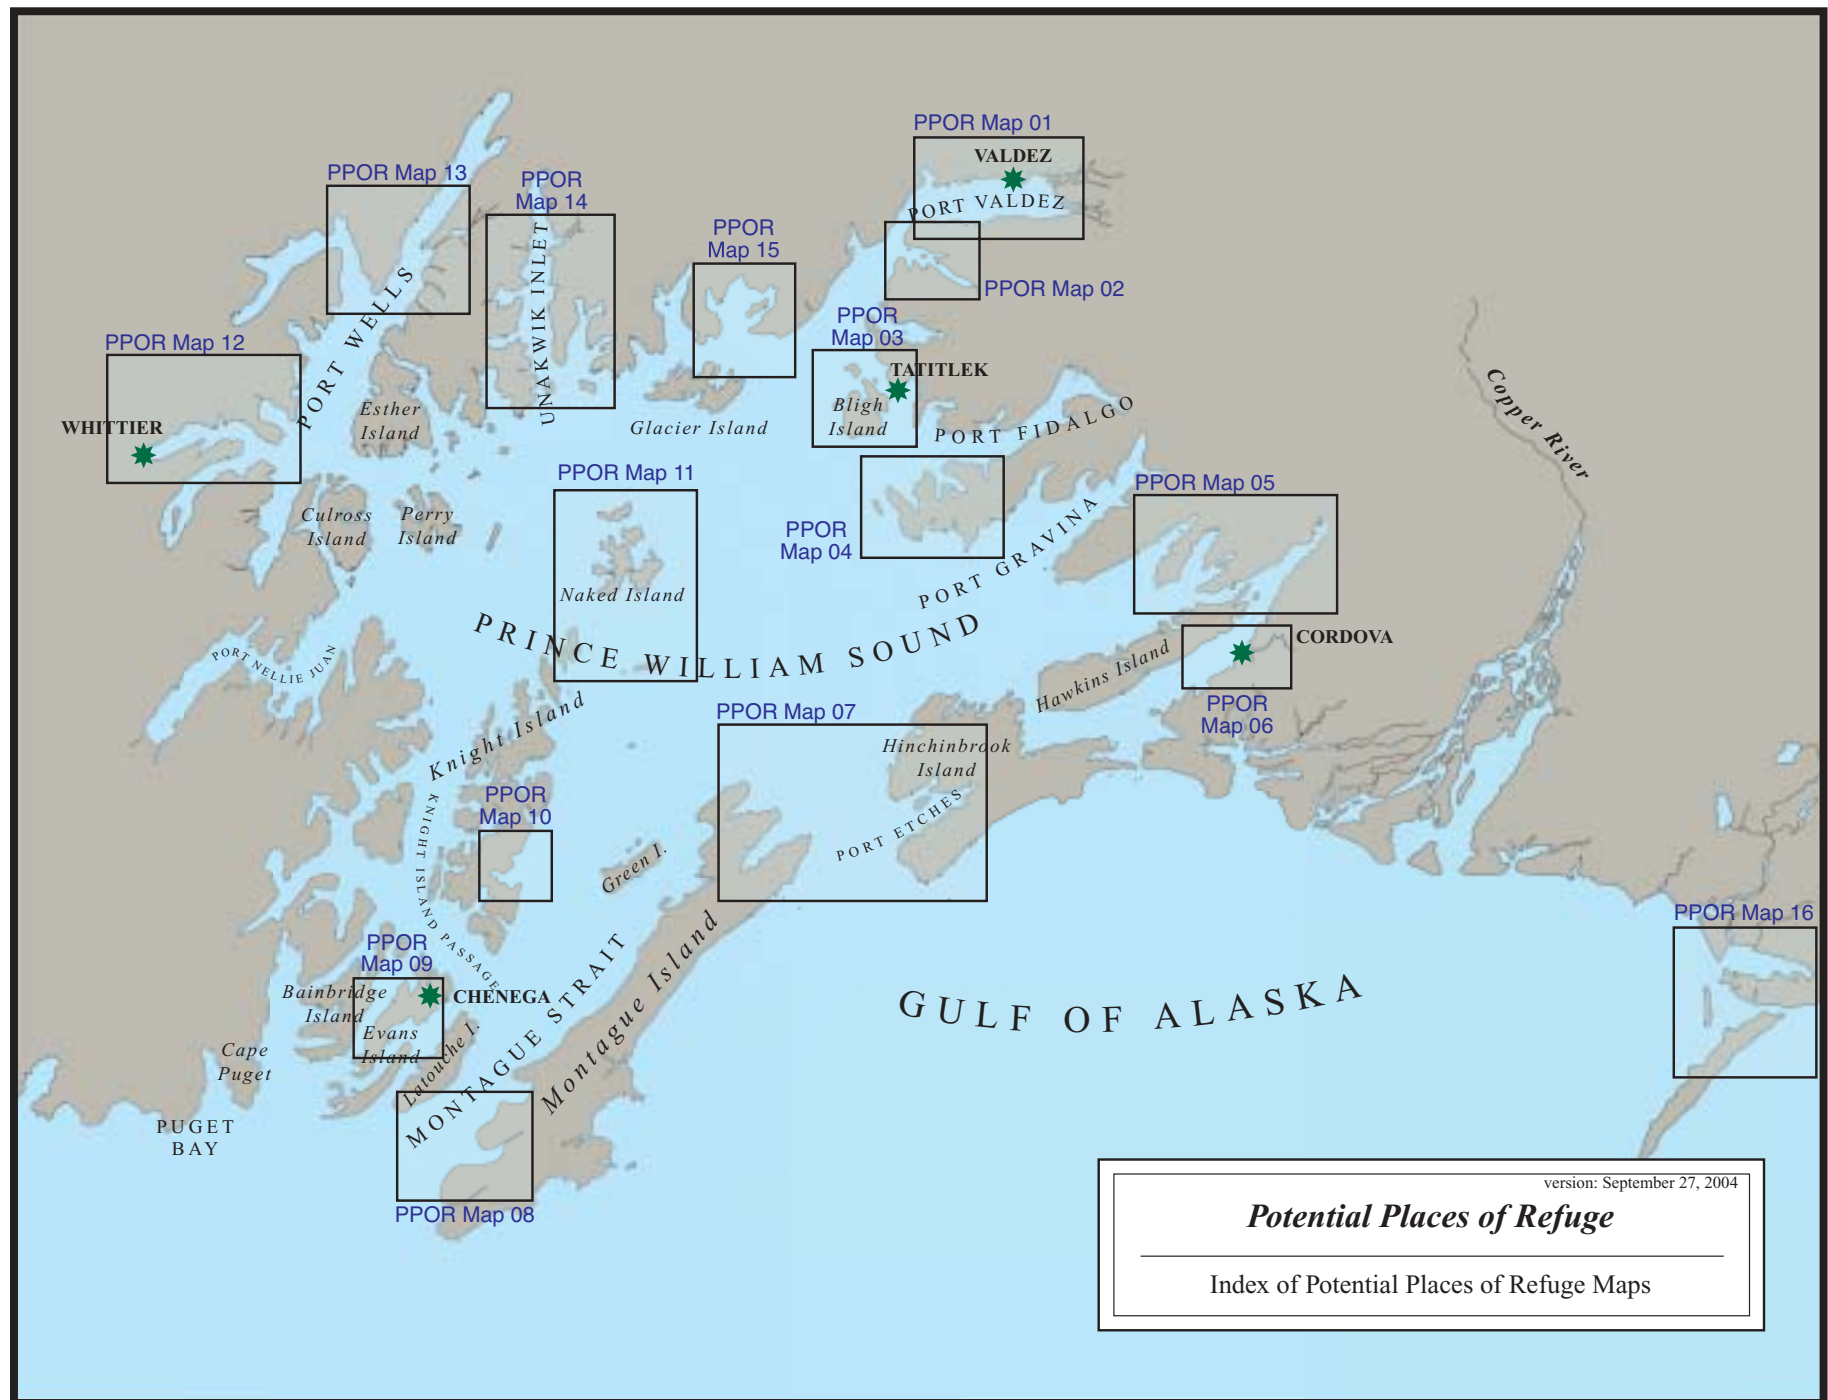 PPOR Map 01
VALDEZ
PORT VALDEZ
PPOR Map 13
PPOR
Map 14
UNAKWIK INLET
PPOR
Map 15
PPOR Map 02
PPOR
Map 03
TATITLEK
Bligh
Island
PORT WELLS
PPOR Map 12
WHITTIER
Esther
Island
Glacier Island
PORT FIDALGO
Copper River
PPOR Map 11
PPOR Map 05
Culross
Island
Perry
Island
PPOR
Map 04
PORT GRAVINA
Naked Island
PRINCE WILLIAM SOUND
PORT NELLIE JUAN
CORDOVA
Hawkins Island
PPOR
Map 06
Knight Island
PPOR Map 07
Hinchinbrook
Island
PORT ETCHES
PPOR
Map 10
KNIGHT ISLAND PASSAGE
Green I.
PPOR Map 16
PPOR
Map 09
Bainbridge
Island
CHENEGA
Evans
Island
Latouche I.
MONTAGUE STRAIT
Montague Island
GULF OF ALASKA
Cape
Puget
PUGET
BAY
PPOR Map 08
version: September 27, 2004
Potential Places of Refuge
Index of Potential Places of Refuge Maps